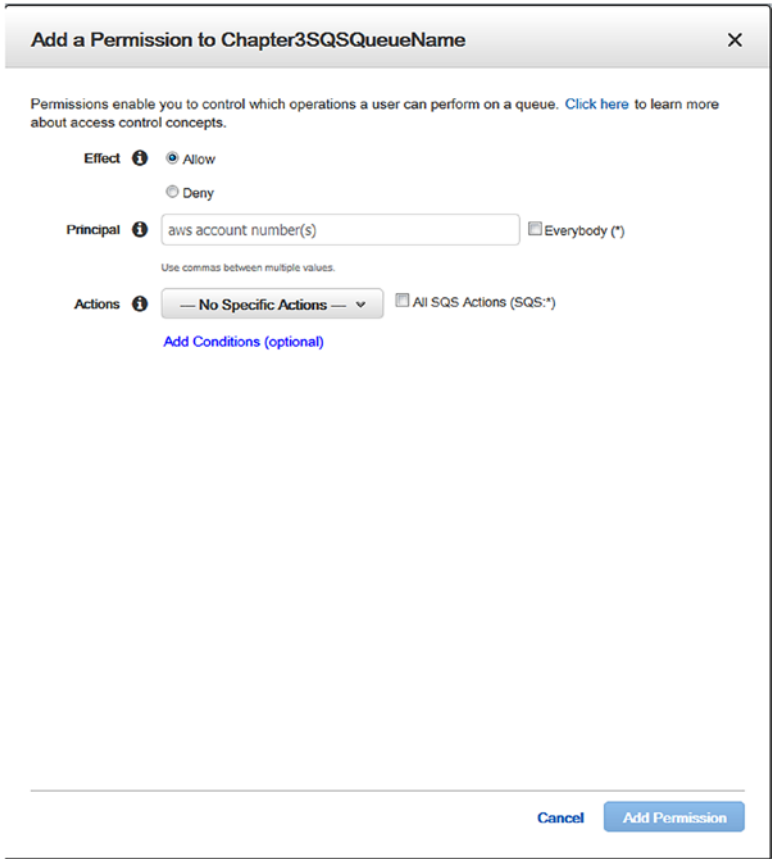 Add a Permission to Chapter3SQSQueueName
Permissions enable you to control which operations a user can perform on a queue. Click here to learn more
about access control concepts.
Effect Allow
Deny
Principal aws account number(s) Everybody (*)
Use commas between multiple values.
Actions — No Specific Actions — All SQS Actions (SQS:*)
Add Conditions (optional)
Cancel Add Permission